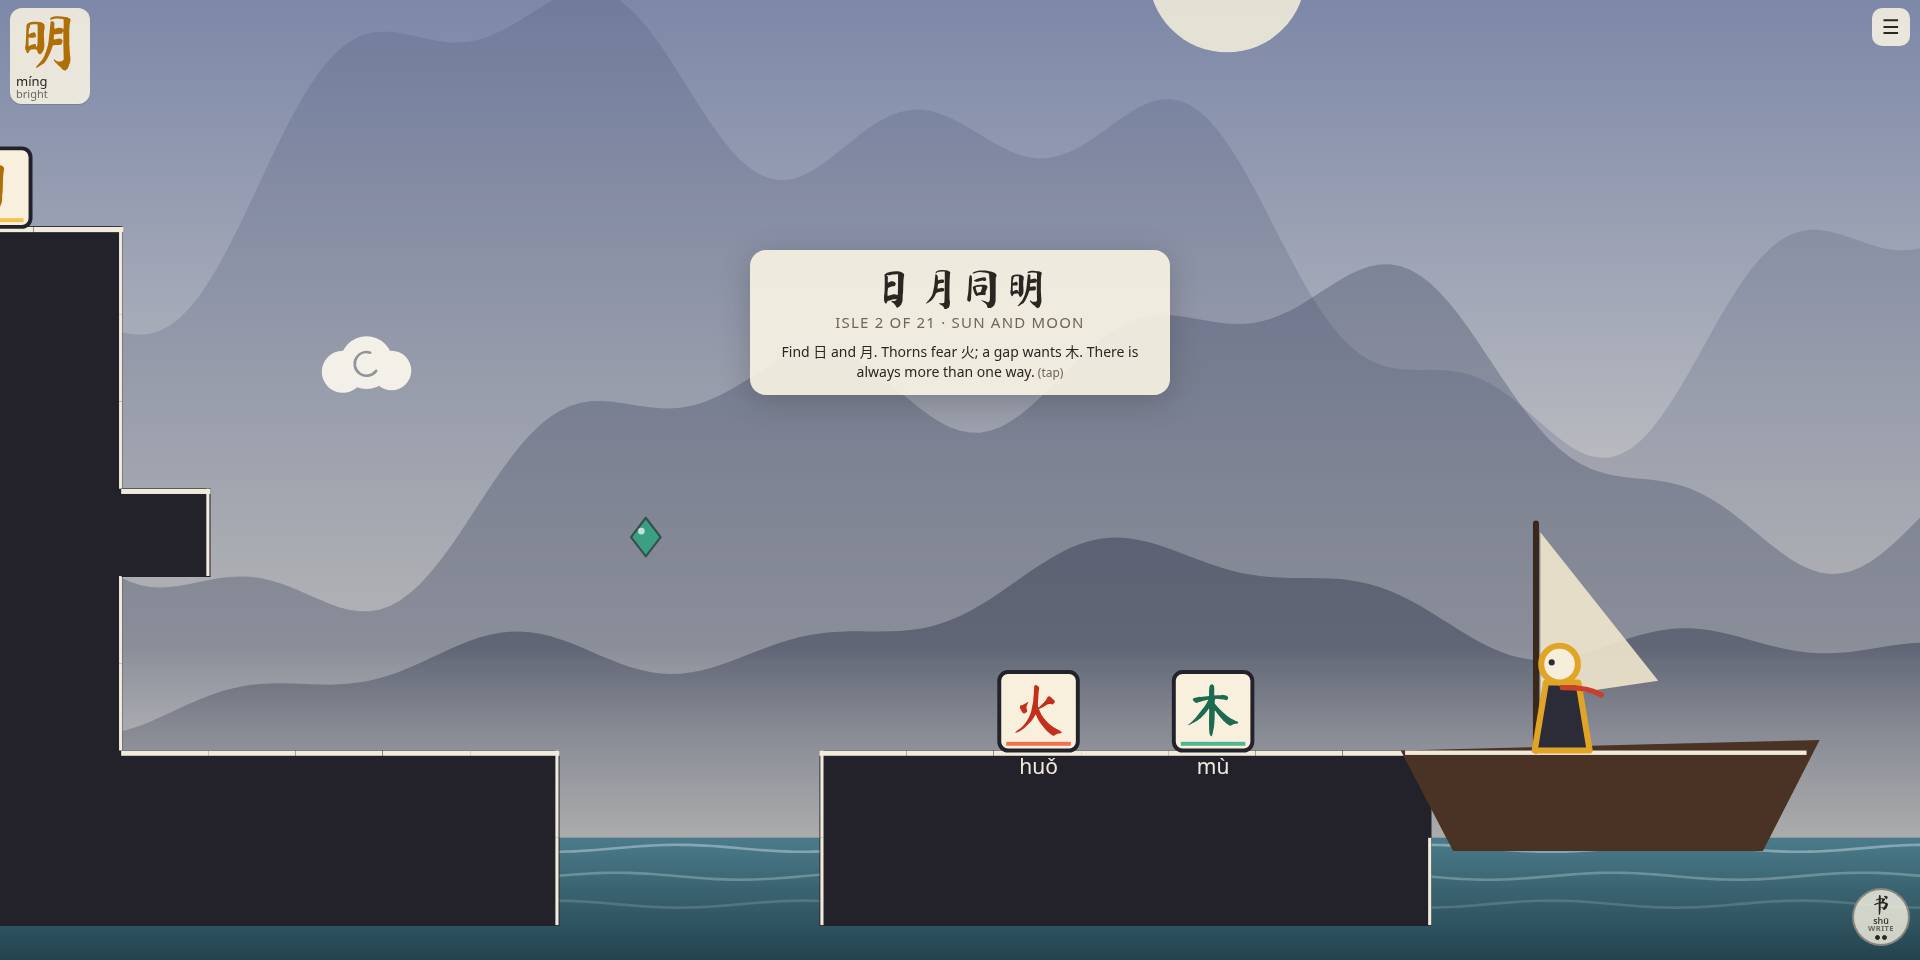 明
míng
bright
☰
日月同明
ISLE 2 OF 21 · SUN AND MOON
Find 日 and 月. Thorns fear 火; a gap wants 木. There is
always more than one way. (tap)
火
huǒ
木
mù
书
shū
WRITE